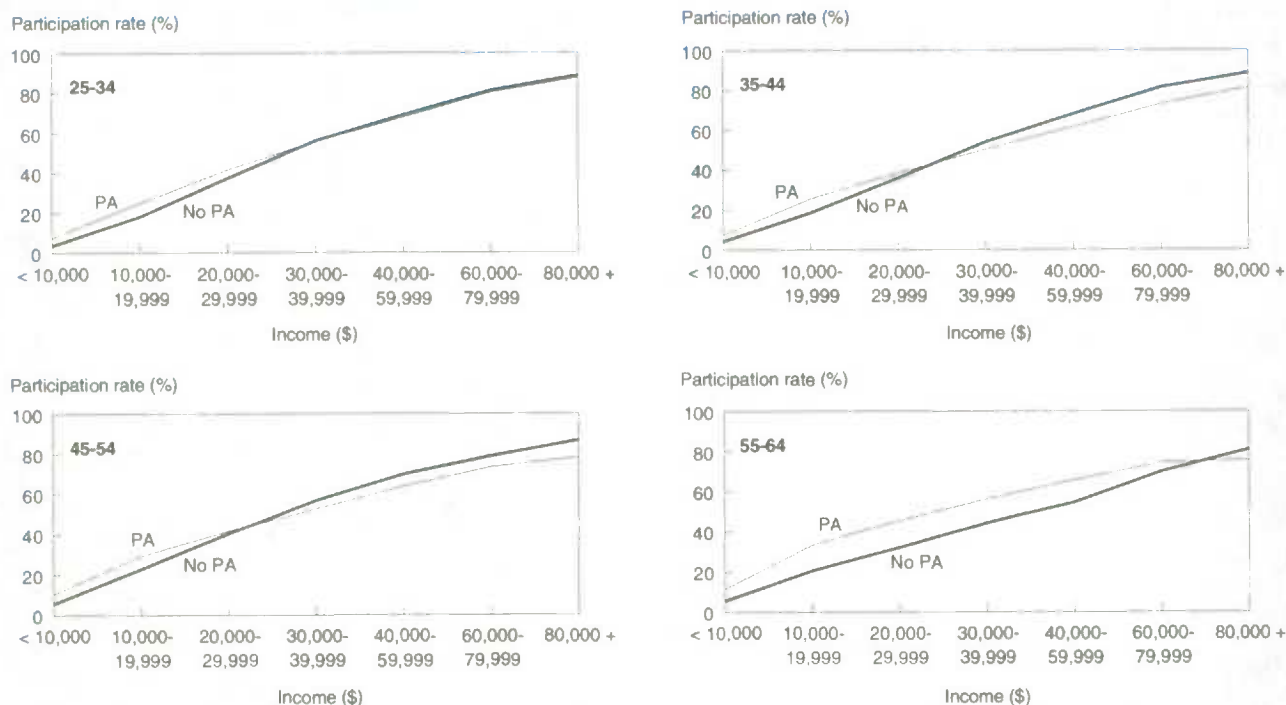 Participation rate (%)
100
80
60
40
20
0
25-34
PA
No PA
< 10,000 10,000- 20,000- 30,000- 40,000- 60,000- 80,000 +
19,999 29,999 39,999 59,999 79,999
Income ($)
Participation rate (%)
100
80
60
40
20
0
35-44
PA
No PA
< 10,000 10,000- 20,000- 30,000- 40,000- 60,000- 80,000 +
19,999 29,999 39,999 59,999 79,999
Income ($)
Participation rate (%)
100
80
60
40
20
0
45-54
PA
No PA
< 10,000 10,000- 20,000- 30,000- 40,000- 60,000- 80,000 +
19,999 29,999 39,999 59,999 79,999
Income ($)
Participation rate (%)
100
80
60
40
20
0
55-64
PA
No PA
< 10,000 10,000- 20,000- 30,000- 40,000- 60,000- 80,000 +
19,999 29,999 39,999 59,999 79,999
Income ($)